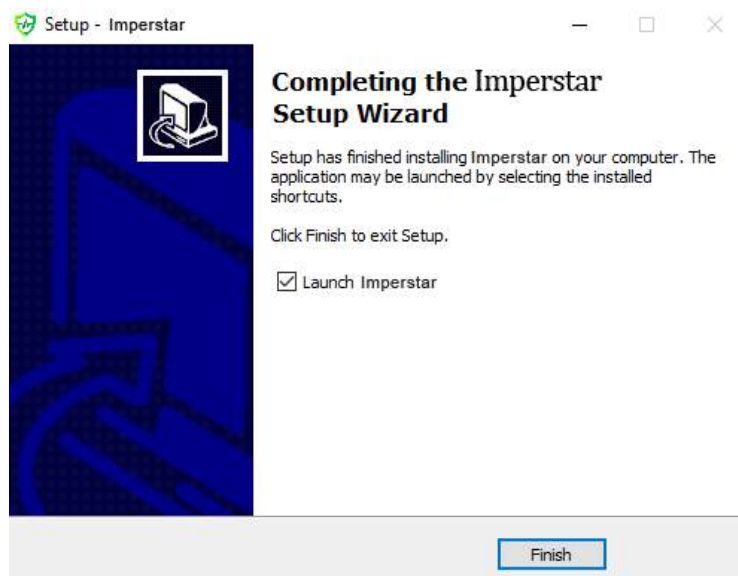 Setup - Imperstar
Completing the Imperstar
Setup Wizard
Setup has finished installing Imperstar on your computer. The
application may be launched by selecting the installed
shortcuts.
Click Finish to exit Setup.
Launch Imperstar
Finish